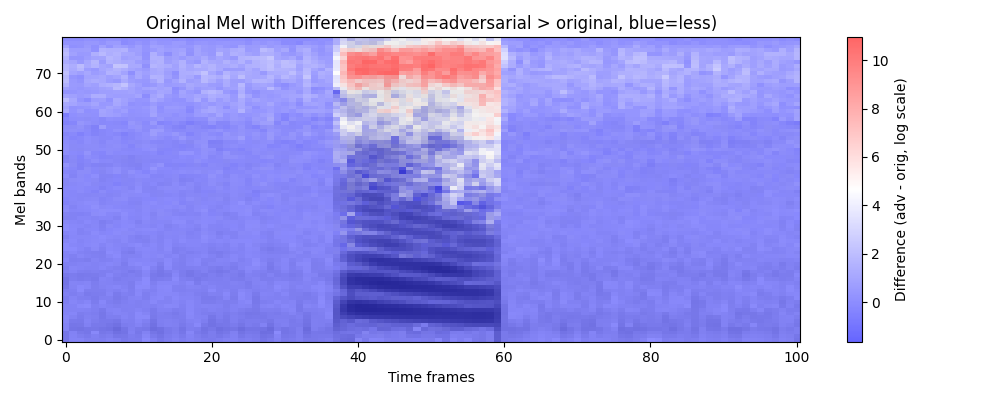 Original Mel with Differences (red=adversarial > original, blue=less)
Mel bands
70
60
50
40
30
20
10
0
0 20 40 60 80 100
Time frames
10
8
6
4
2
0
Difference (adv - orig, log scale)